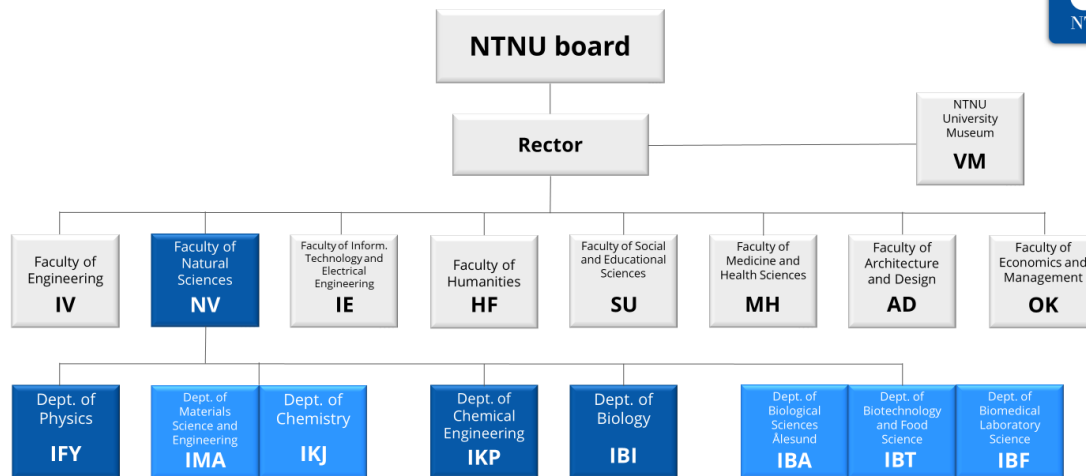 NTNU board
Rector
NTNU
University
Museum
VM
Faculty of
Engineering
IV
Faculty of
Natural
Sciences
NV
Faculty of Inform.
Technology and
Electrical
Engineering
IE
Faculty of
Humanities
HF
Faculty of Social
and Educational
Sciences
SU
Faculty of
Medicine and
Health Sciences
MH
Faculty of
Architecture
and Design
AD
Faculty of
Economics and
Management
OK
Dept. of
Physics
IFY
Dept. of
Materials
Science and
Engineering
IMA
Dept. of
Chemistry
IKJ
Dept. of
Chemical
Engineering
IKP
Dept. of
Biology
IBI
Dept. of
Biological
Sciences
Ålesund
IBA
Dept. of
Biotechnology
and Food
Science
IBT
Dept. of
Biomedical
Laboratory
Science
IBF